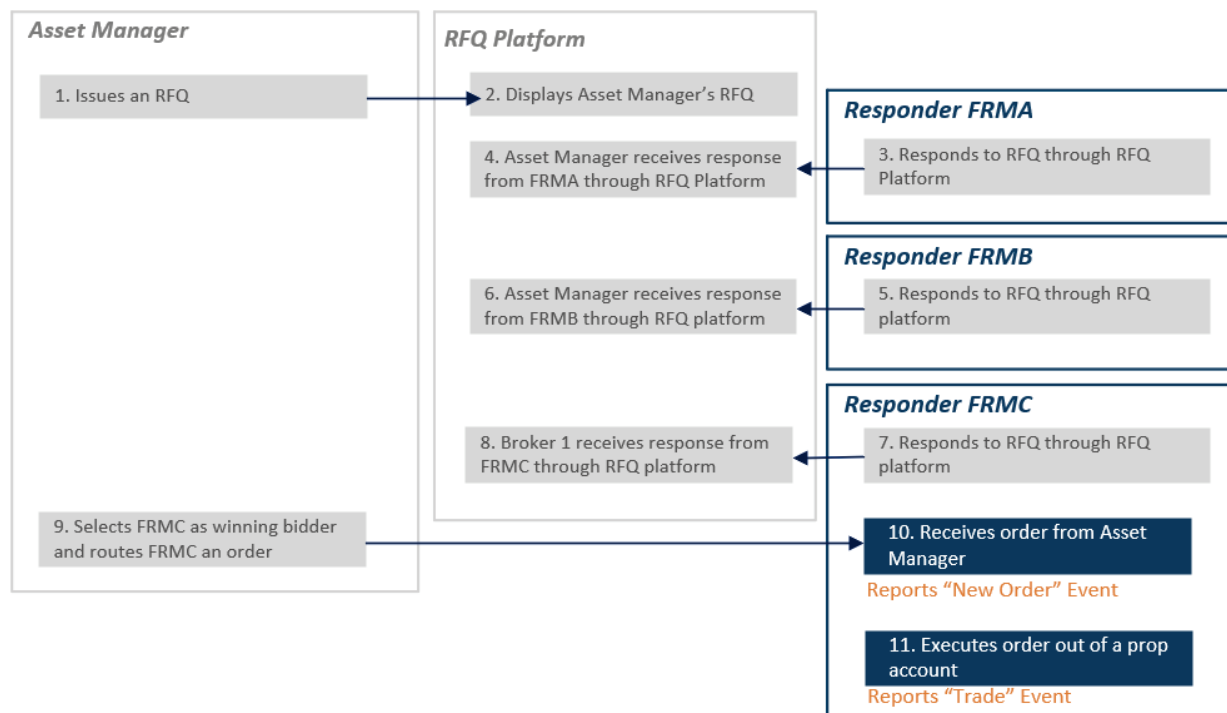 Asset Manager
RFQ Platform
1. Issues an RFQ
2. Displays Asset Manager’s RFQ
Responder FRMA
4. Asset Manager receives response
from FRMA through RFQ Platform
3. Responds to RFQ through RFQ
Platform
Responder FRMB
6. Asset Manager receives response
from FRMB through RFQ platform
5. Responds to RFQ through RFQ
platform
Responder FRMC
8. Broker 1 receives response from
FRMC through RFQ platform
7. Responds to RFQ through RFQ
platform
9. Selects FRMC as winning bidder
and routes FRMC an order
10. Receives order from Asset
Manager
Reports “New Order” Event
11. Executes order out of a prop
account
Reports “Trade” Event